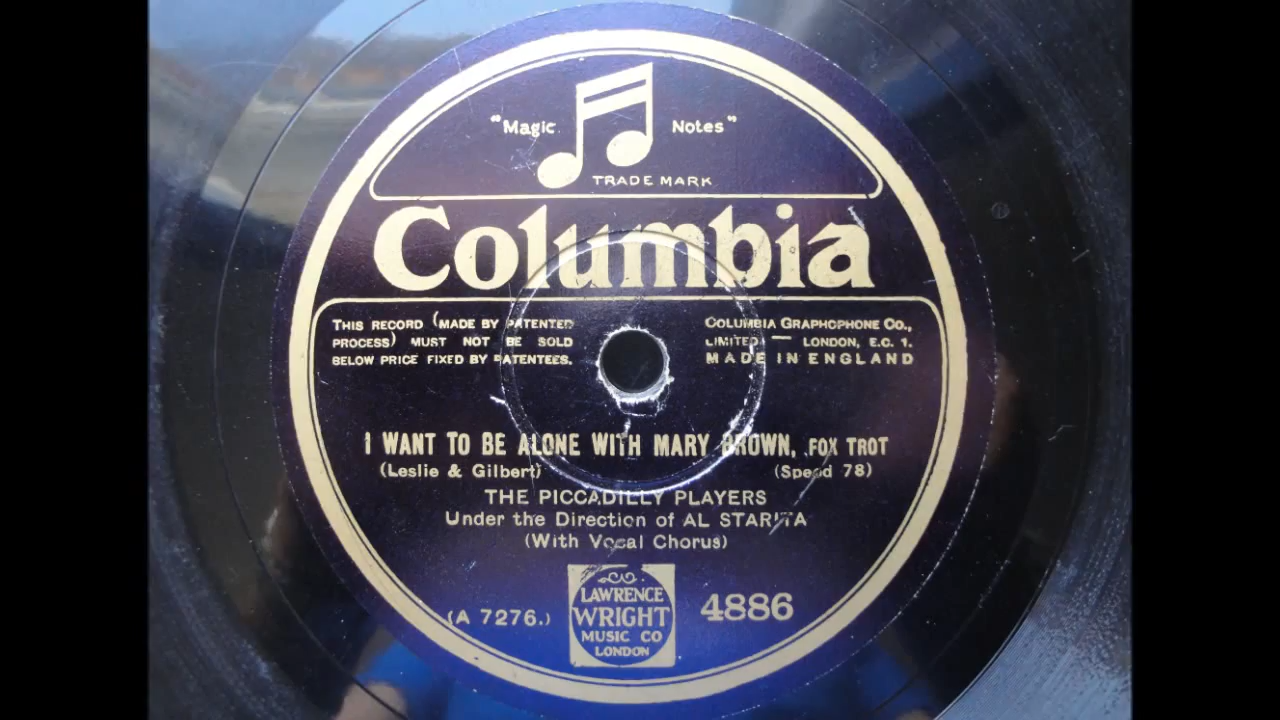 "Magic Notes"
TRADE MARK
Columbia
THIS RECORD (MADE BY PATENTED
PROCESS) MUST NOT BE SOLD
BELOW PRICE FIXED BY PATENTEES.
COLUMBIA GRAPHOPHONE CO.,
LIMITED — LONDON, E.C. 1.
MADE IN ENGLAND
I WANT TO BE ALONE WITH MARY BROWN, FOX TROT
(Leslie & Gilbert) (Speed 78)
THE PICCADILLY PLAYERS
Under the Direction of AL STARITA
(With Vocal Chorus)
(A 7276.)
LAWRENCE
WRIGHT
MUSIC CO
LONDON
4886